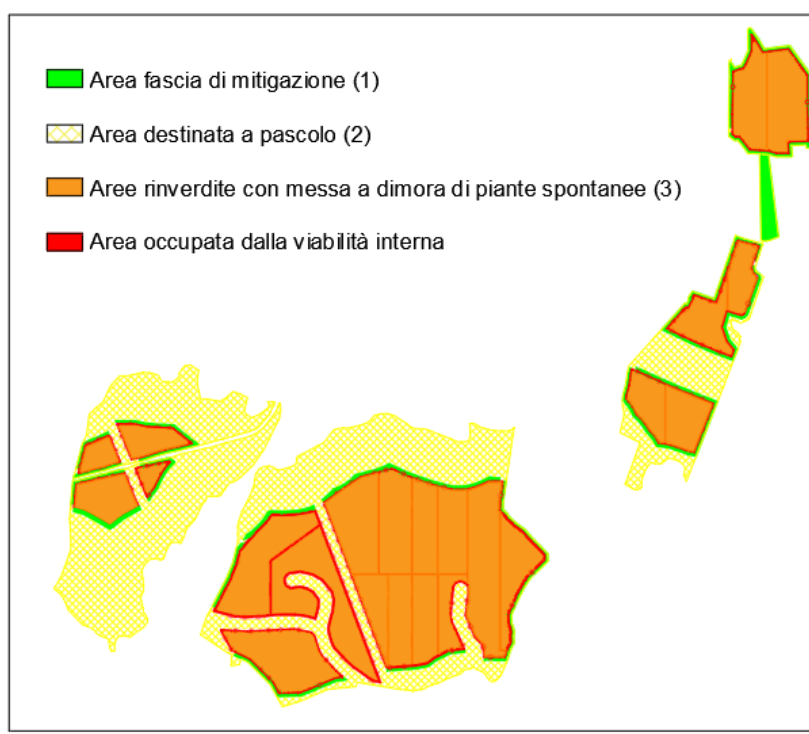 Area fascia di mitigazione (1)
Area destinata a pascolo (2)
Aree rinverdite con messa a dimora di piante spontanee (3)
Area occupata dalla viabilità interna